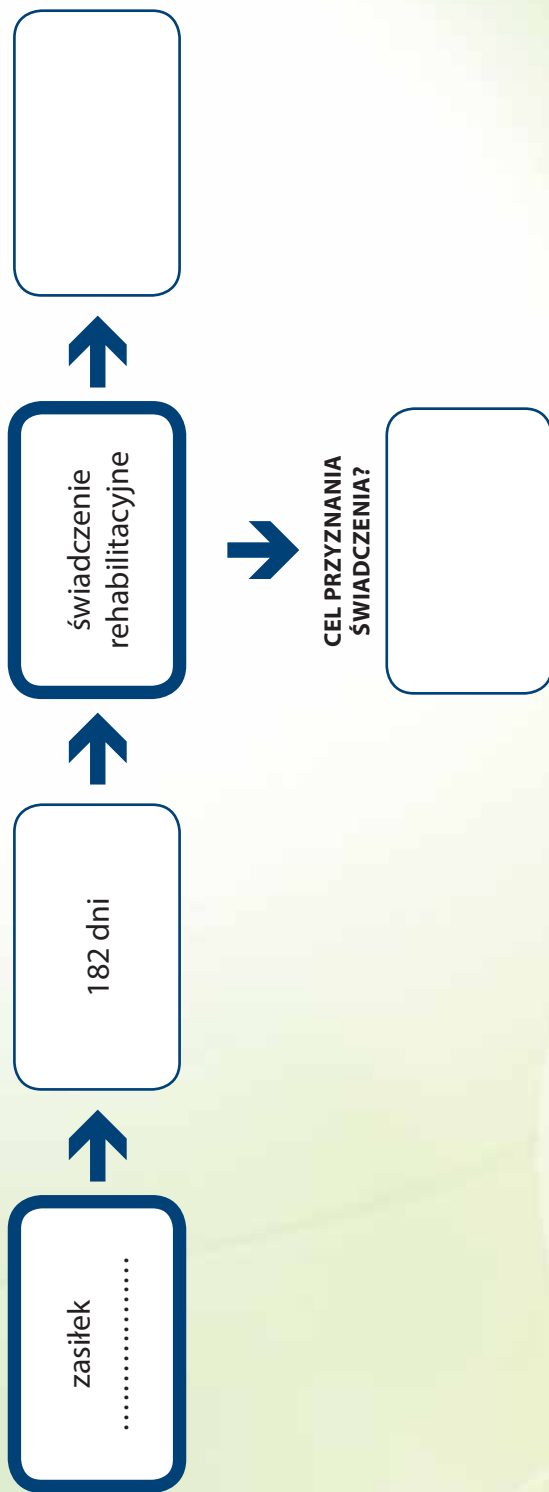 zasiłek
....................
182 dni
świadczenie
rehabilitacyjne
CEL PRZYZNANIA
ŚWIADCZENIA?